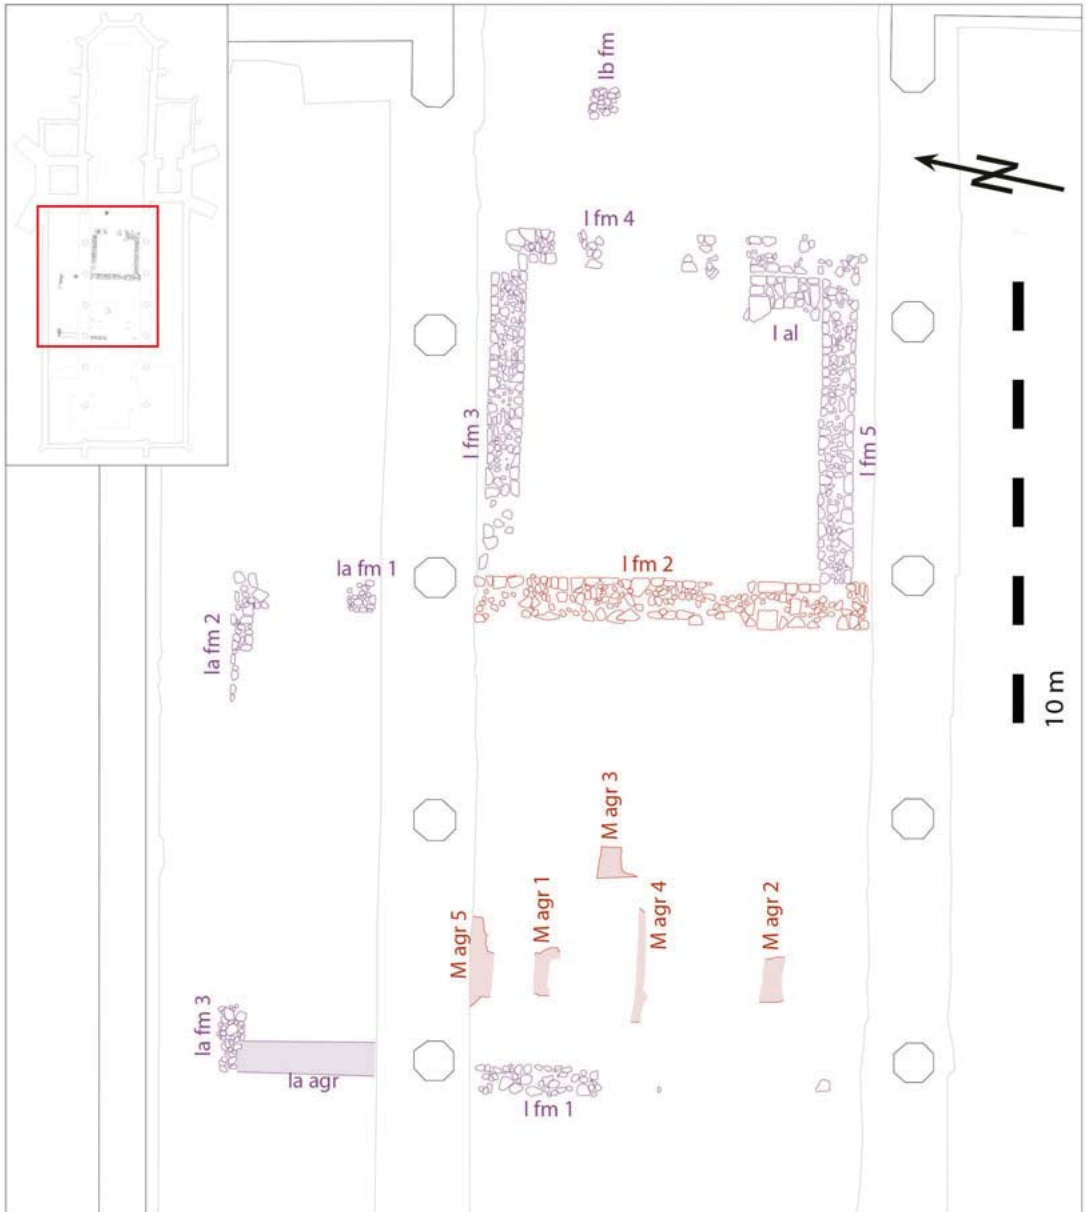 Ib fm
N
I fm 4
I al
I fm 3
I fm 5
I fm 2
Ia fm 1
Ia fm 2
10 m
M agr 3
M agr 5
M agr 1
M agr 4
M agr 2
Ia fm 3
Ia agr
I fm 1